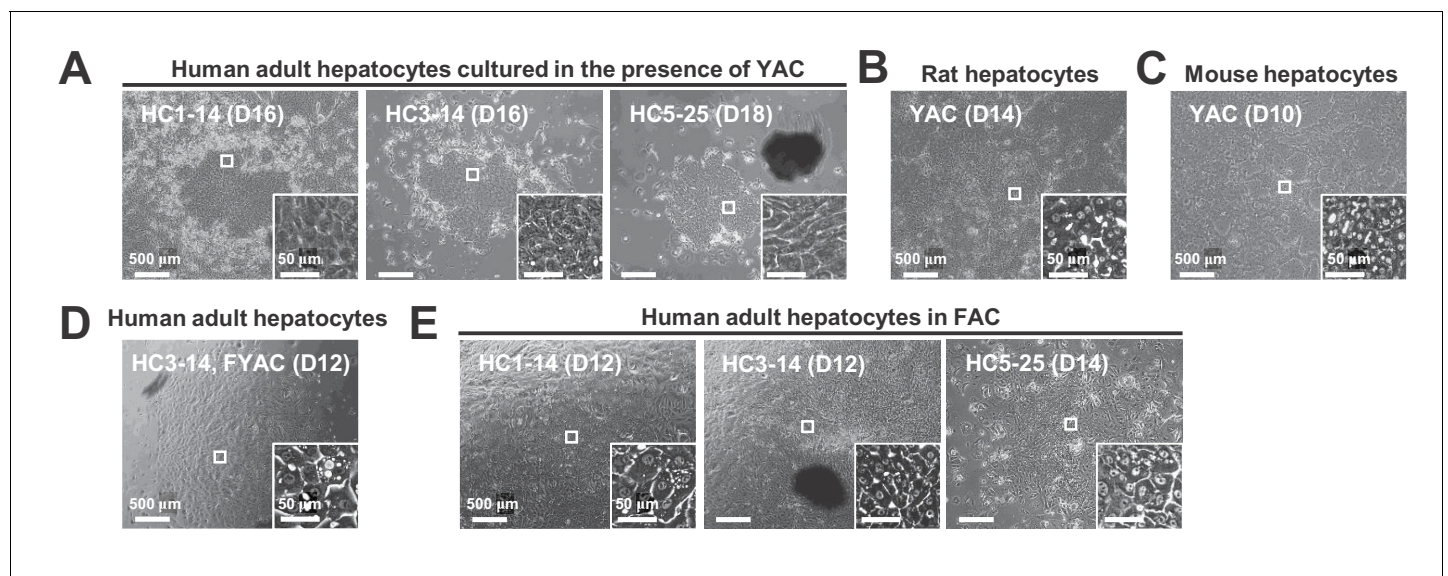 A
Human adult hepatocytes cultured in the presence of YAC
HC1-14 (D16)
500 µm
50 µm
HC3-14 (D16)
HC5-25 (D18)
B
Rat hepatocytes
YAC (D14)
500 µm
50 µm
C
Mouse hepatocytes
YAC (D10)
500 µm
50 µm
D
Human adult hepatocytes
HC3-14, FYAC (D12)
500 µm
50 µm
E
Human adult hepatocytes in FAC
HC1-14 (D12)
500 µm
50 µm
HC3-14 (D12)
HC5-25 (D14)